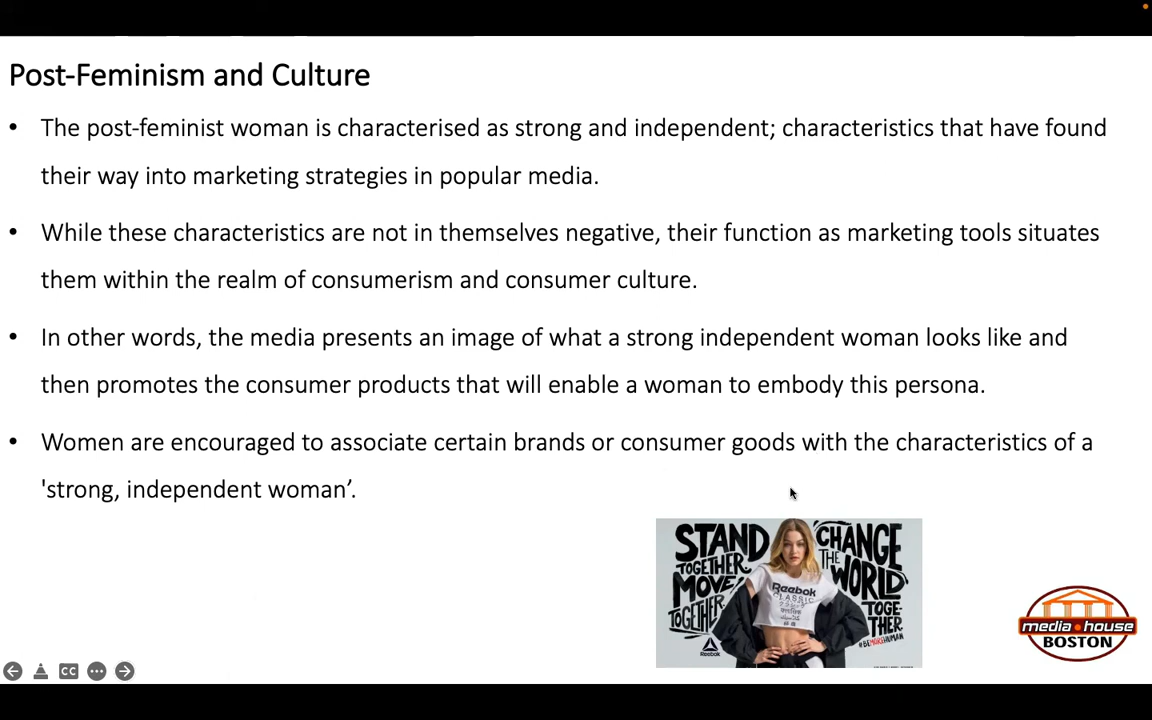 Post-Feminism and Culture
• The post-feminist woman is characterised as strong and independent; characteristics that have found
their way into marketing strategies in popular media.
• While these characteristics are not in themselves negative, their function as marketing tools situates
them within the realm of consumerism and consumer culture.
• In other words, the media presents an image of what a strong independent woman looks like and
then promotes the consumer products that will enable a woman to embody this persona.
• Women are encouraged to associate certain brands or consumer goods with the characteristics of a
'strong, independent woman’.
STAND
TOGETHER
MOVE
TOGETHER
Reebok
Reebok
CLASSIC
CHANGE
THE
WORLD
TOGE-
THER
#BEMOREHUMAN
media•house
BOSTON
CC